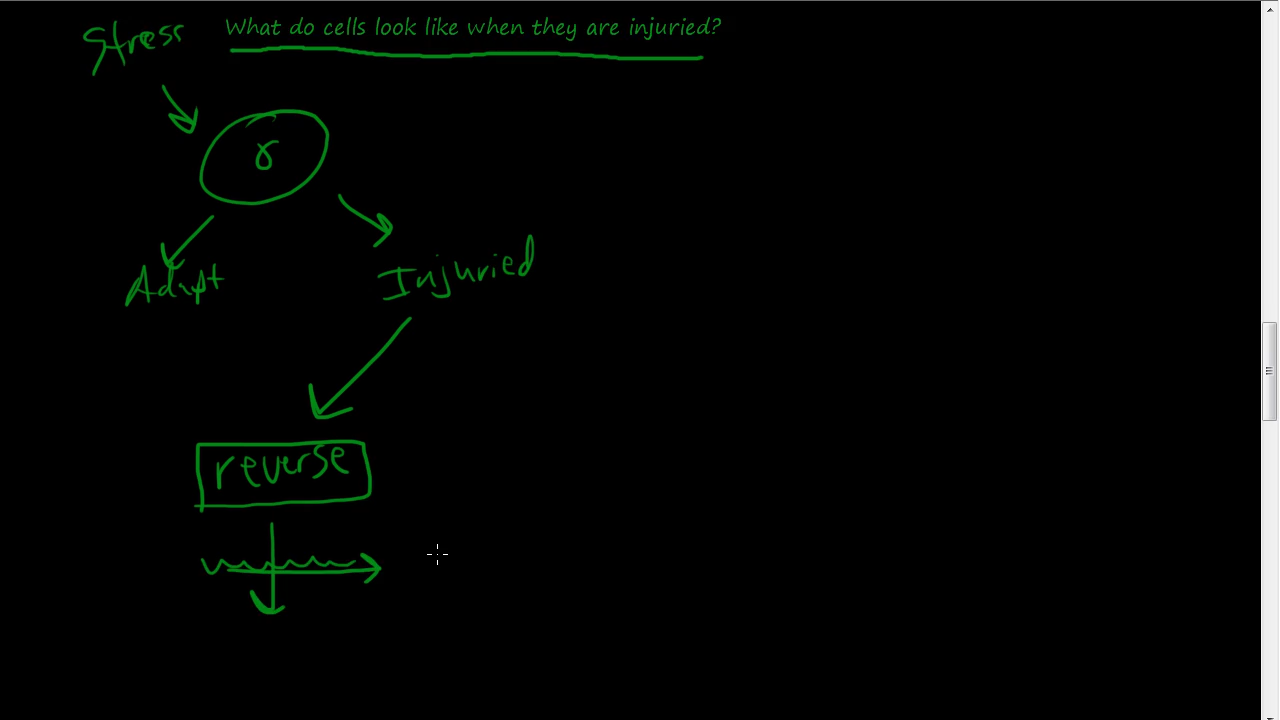 What do cells look like when they are injuried?
Stress
Adapt
Injuried
reverse